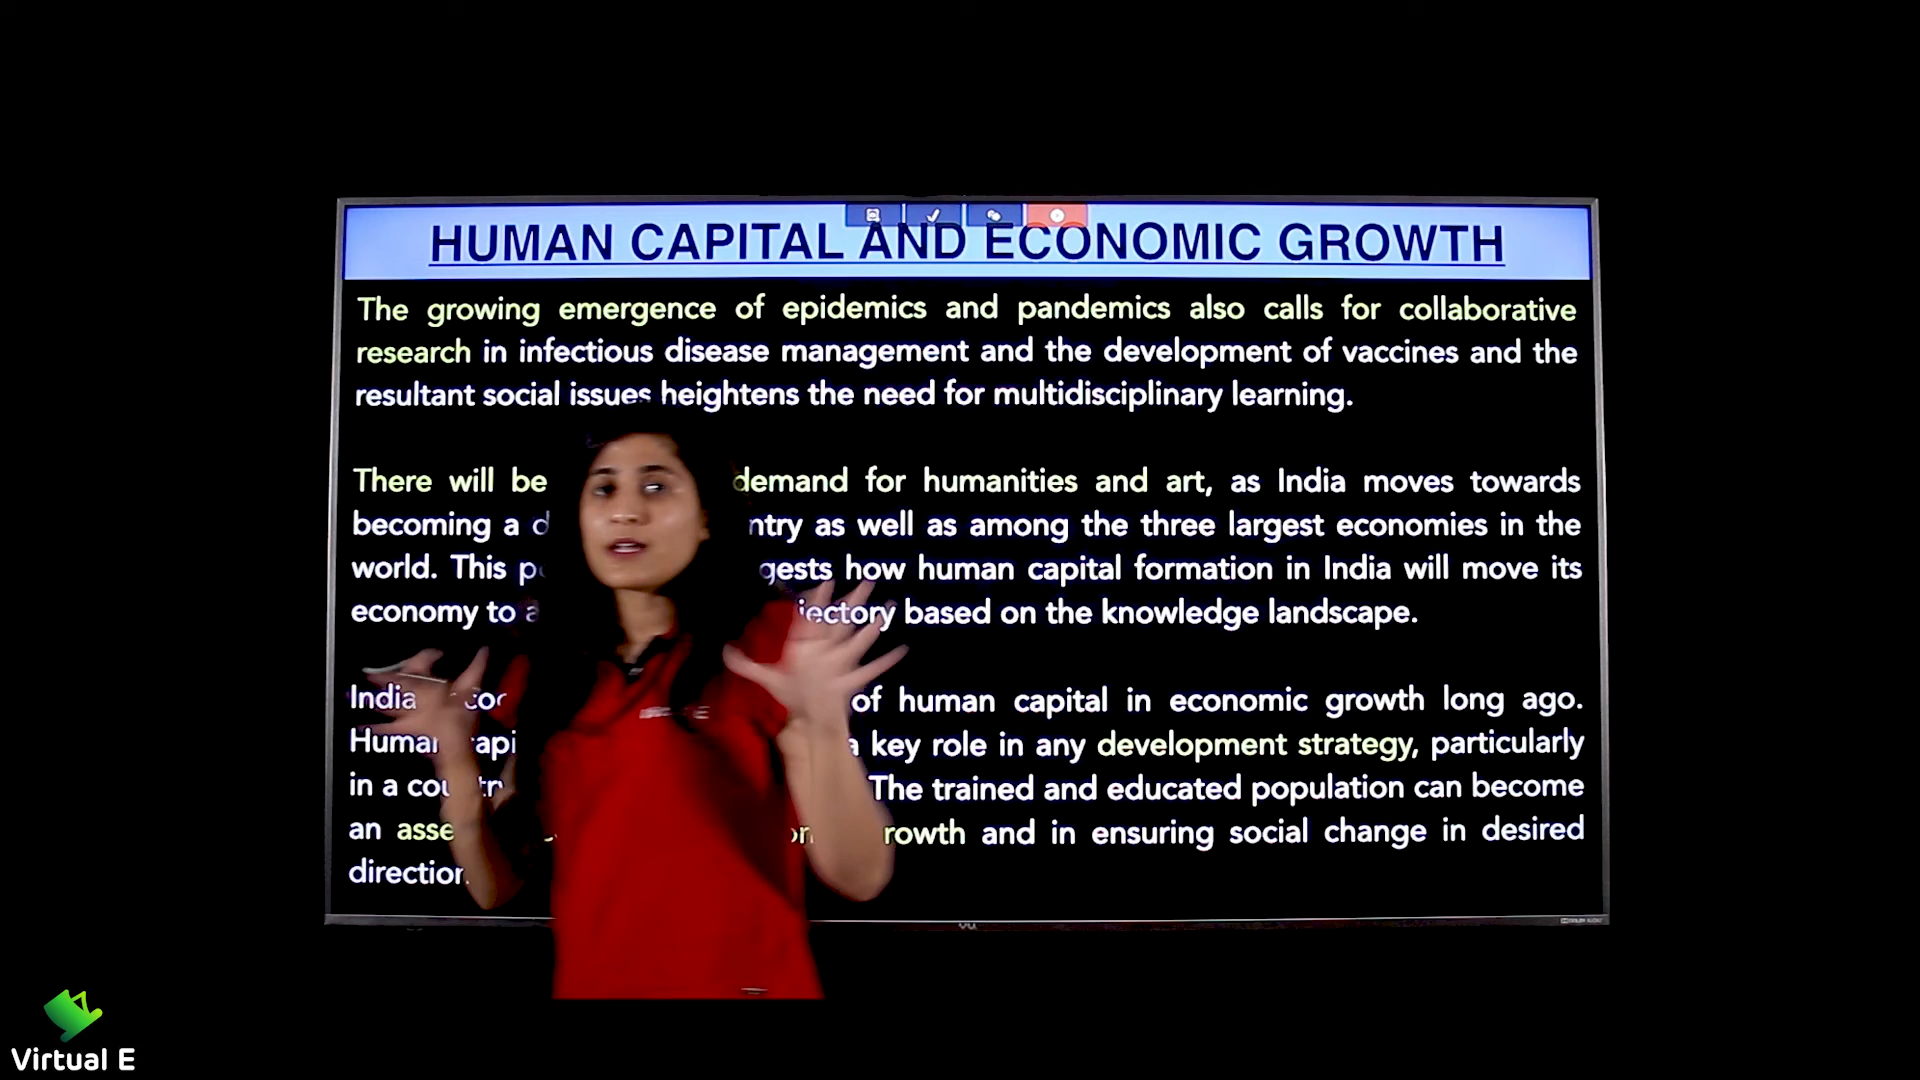 HUMAN CAPITAL AND ECONOMIC GROWTH
The growing emergence of epidemics and pandemics also calls for collaborative
research in infectious disease management and the development of vaccines and the
resultant social issues heightens the need for multidisciplinary learning.
There will be demand for humanities and art, as India moves towards
becoming a as well as among the three largest economies in the
world. This how human capital formation in India will move its
economy to based on the knowledge landscape.
India of human capital in economic growth long ago.
key role in any development strategy, particularly
in a The trained and educated population can become
an and in ensuring social change in desired
Virtual E